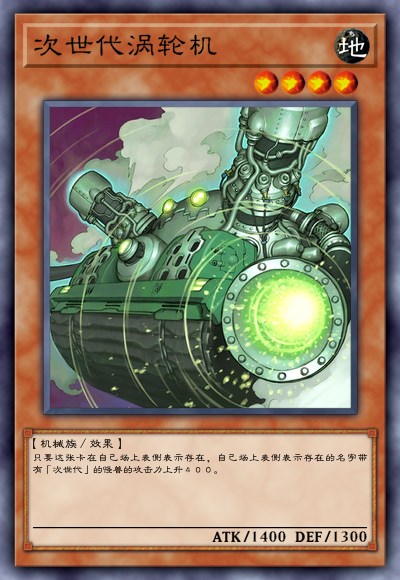 次世代涡轮机
地
【机械族／效果】
只要这张卡在自己场上表侧表示存在，自己场上表侧表示存在的名字带
有「次世代」的怪兽的攻击力上升４００。
ATK/1400 DEF/1300